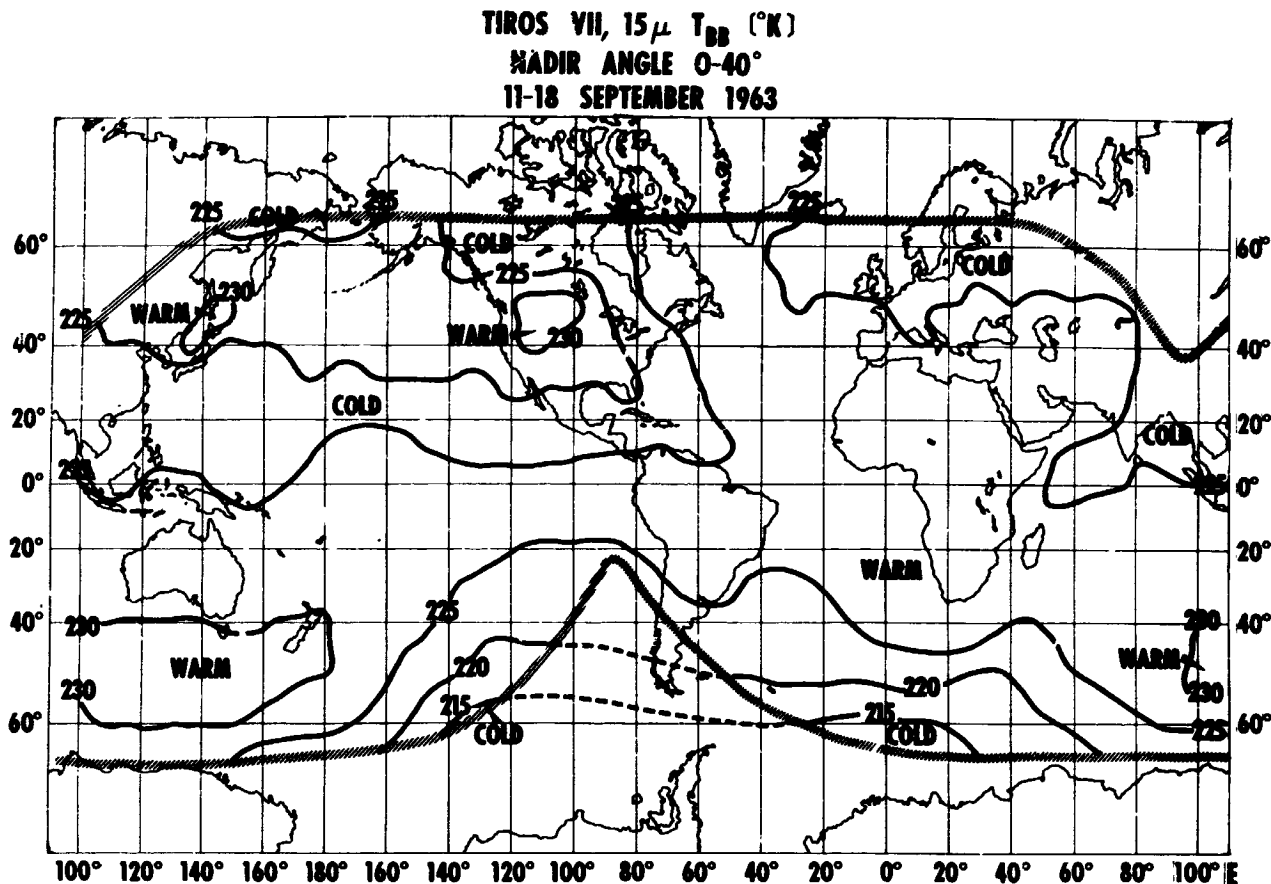 TIROS VII, 15μ T_BB (°K)
NADIR ANGLE 0-40°
11-18 SEPTEMBER 1963
225 COLD 225 225
60° COLD COLD 60°
225
WARM 230
225
40° WARM 230 40°
COLD
20° COLD 20°
0° 225 0°
20° WARM 20°
225
230 230
40° 40°
WARM 220 WARM
230 220 230
215 215
60° COLD COLD 225 60°
100° 120° 140° 160° 180° 160° 140° 120° 100° 80° 60° 40° 20° 0° 20° 40° 60° 80° 100° E